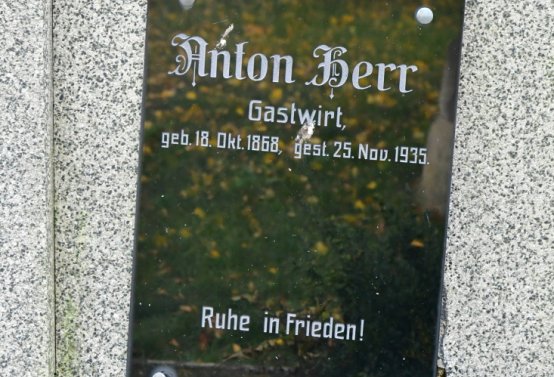 Anton Herr
Gastwirt,
geb. 18. Okt. 1868, gest. 25. Nov. 1935.
Ruhe in Frieden!